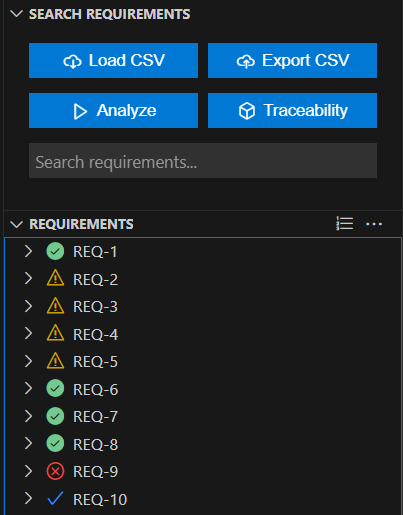 SEARCH REQUIREMENTS
Load CSV
Export CSV
Analyze
Traceability
Search requirements...
REQUIREMENTS
REQ-1
REQ-2
REQ-3
REQ-4
REQ-5
REQ-6
REQ-7
REQ-8
REQ-9
REQ-10